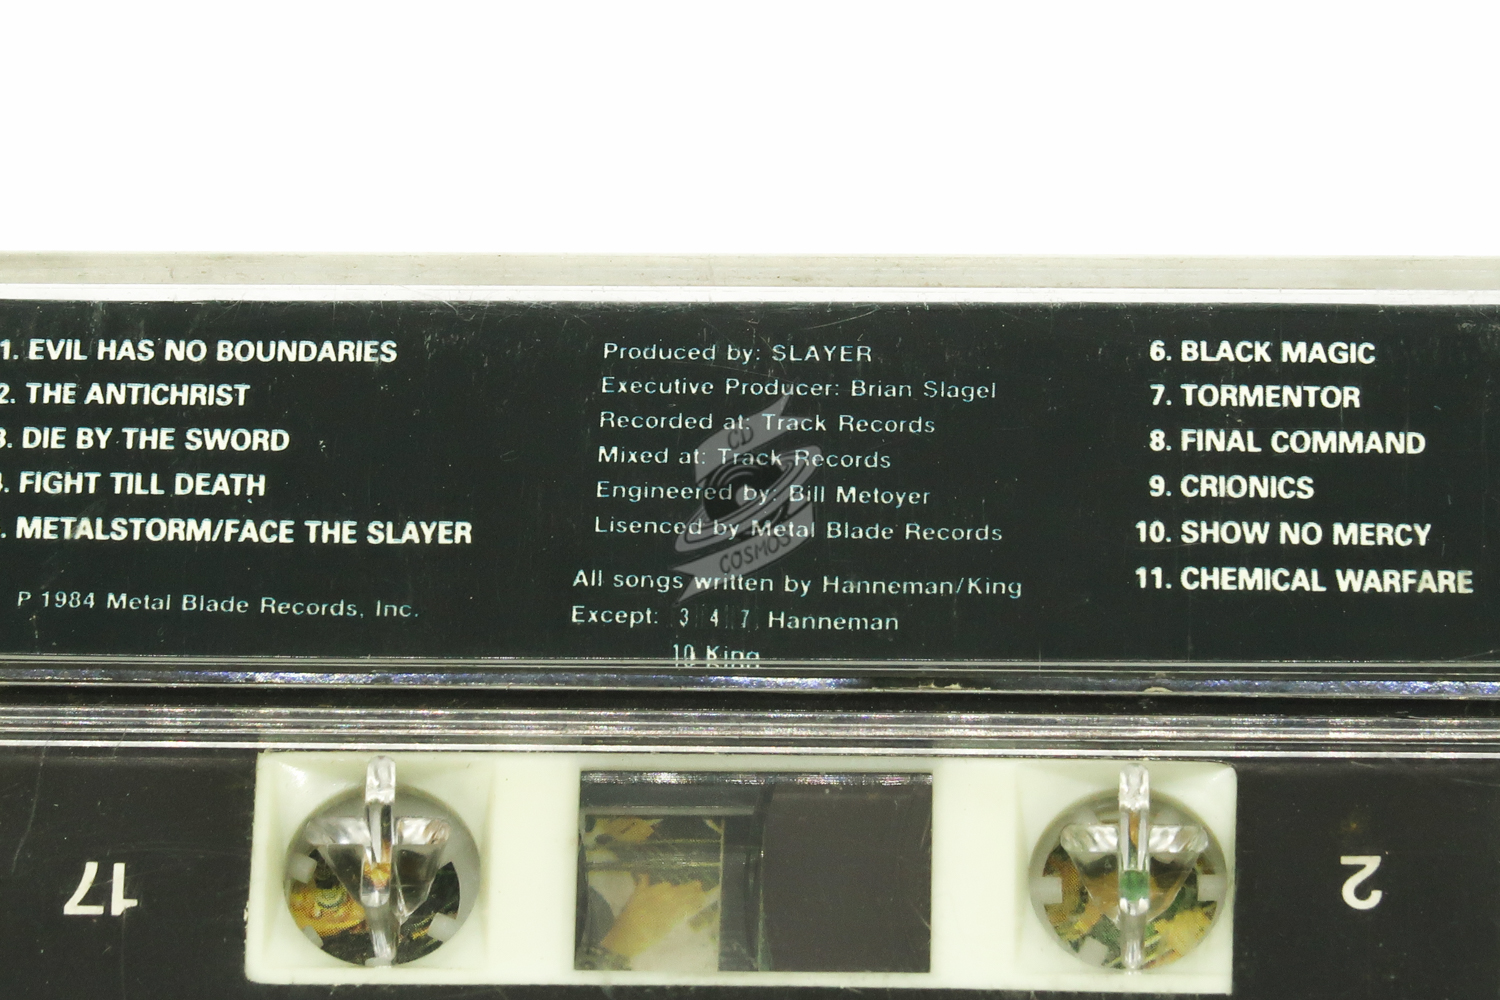 1. EVIL HAS NO BOUNDARIES
2. THE ANTICHRIST
3. DIE BY THE SWORD
. FIGHT TILL DEATH
. METALSTORM/FACE THE SLAYER
P 1984 Metal Blade Records, Inc.
Produced by: SLAYER
Executive Producer: Brian Slagel
Recorded at: Track Records
Mixed at: Track Records
Engineered by: Bill Metoyer
Lisenced by Metal Blade Records
All songs written by Hanneman/King
Except: 3 4 7 Hanneman
10 King
6. BLACK MAGIC
7. TORMENTOR
8. FINAL COMMAND
9. CRIONICS
10. SHOW NO MERCY
11. CHEMICAL WARFARE
CD
COSMOS
17
2